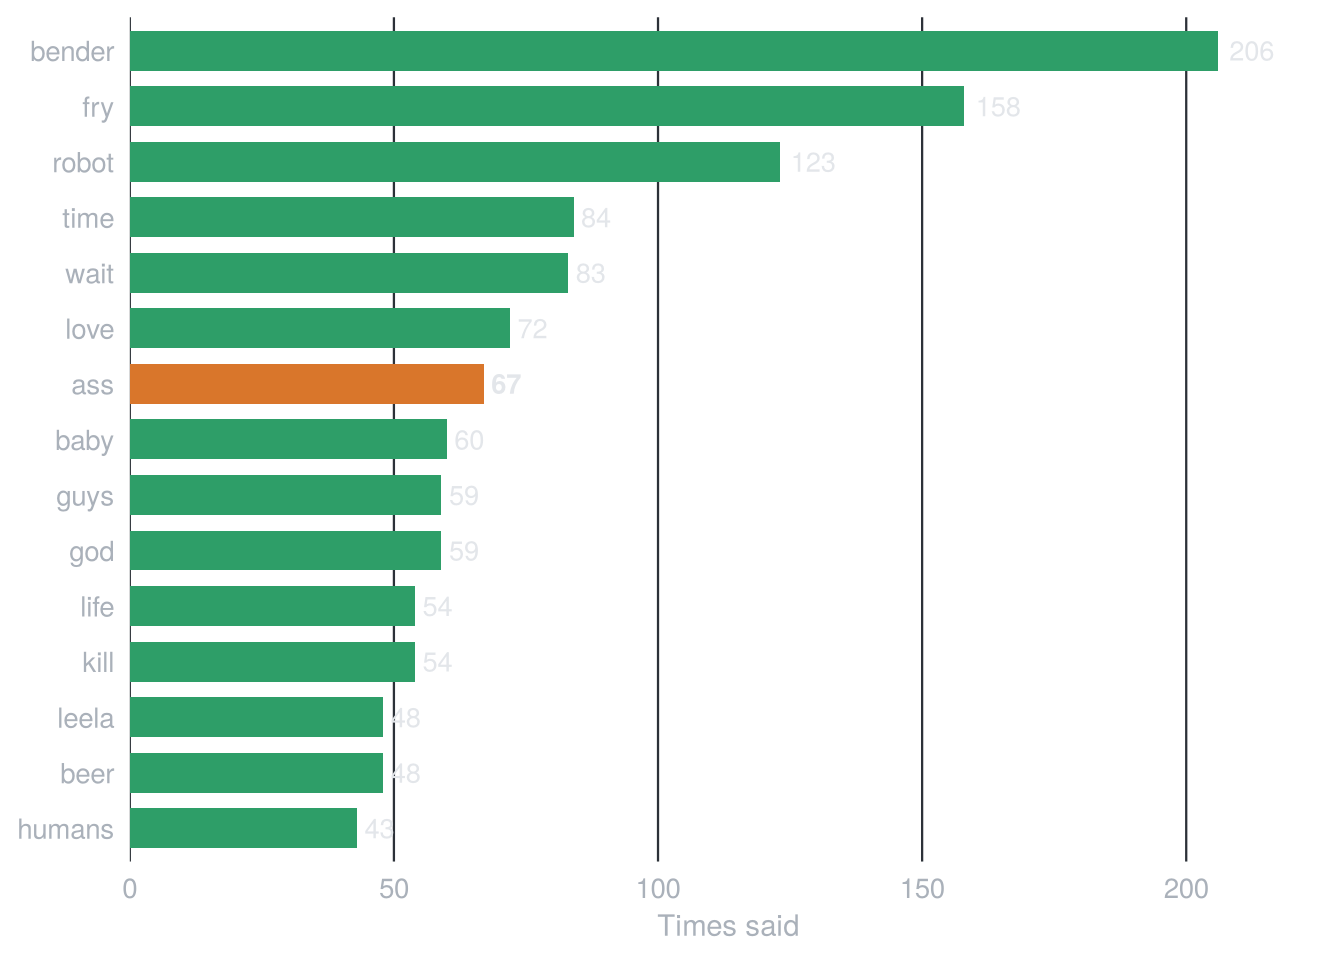 bender 206
fry 158
robot 123
time 84
wait 83
love 72
ass 67
baby 60
guys 59
god 59
life 54
kill 54
leela 48
beer 48
humans 43
0 50 100 150 200
Times said